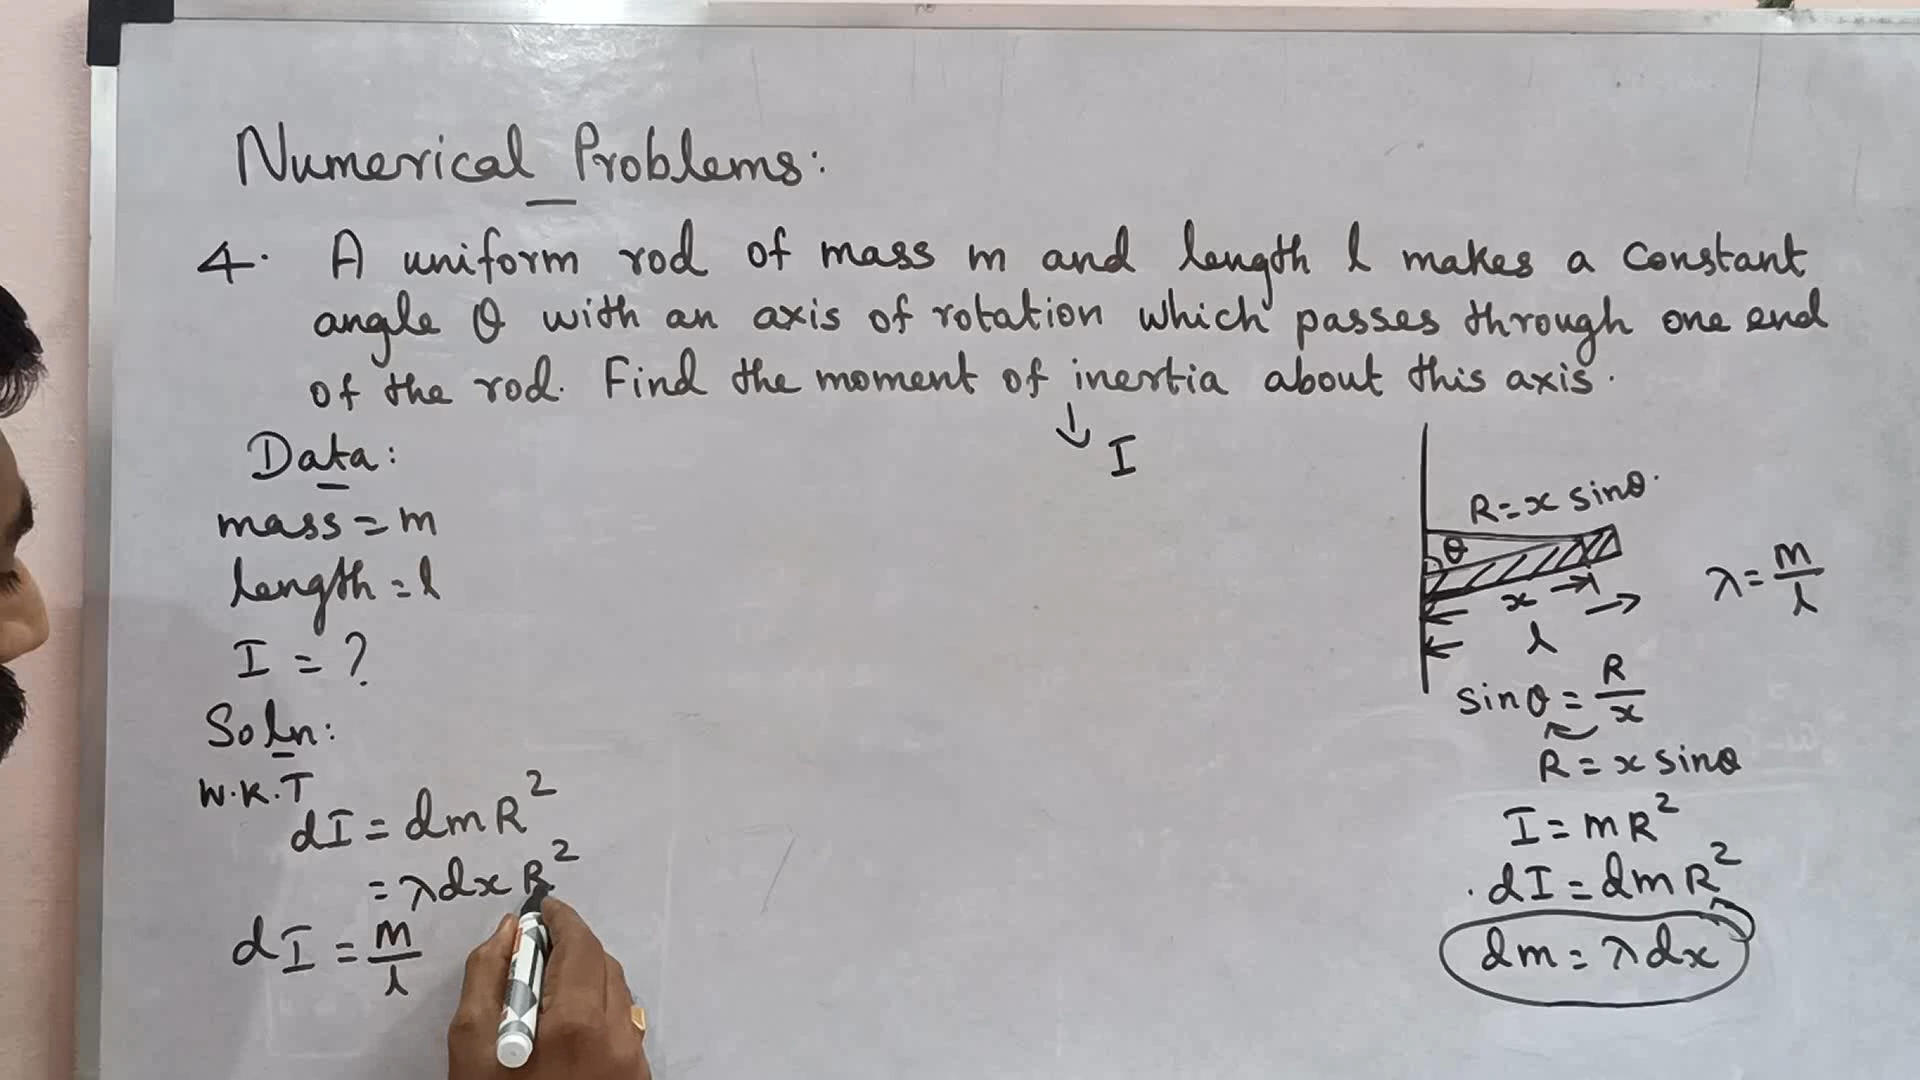 Numerical Problems:
4. A uniform rod of mass m and length l makes a constant
angle θ with an axis of rotation which passes through one end
of the rod. Find the moment of inertia about this axis.
↓ I
Data:
mass = m
length = l
I = ?
Soln:
W.K.T
dI = dm R²
= λ dx R²
dI = m/l
R = x sinθ.
θ
x
l
λ = m/l
sinθ = R/x
R = x sinθ
I = mR²
. dI = dm R²
dm = λ dx